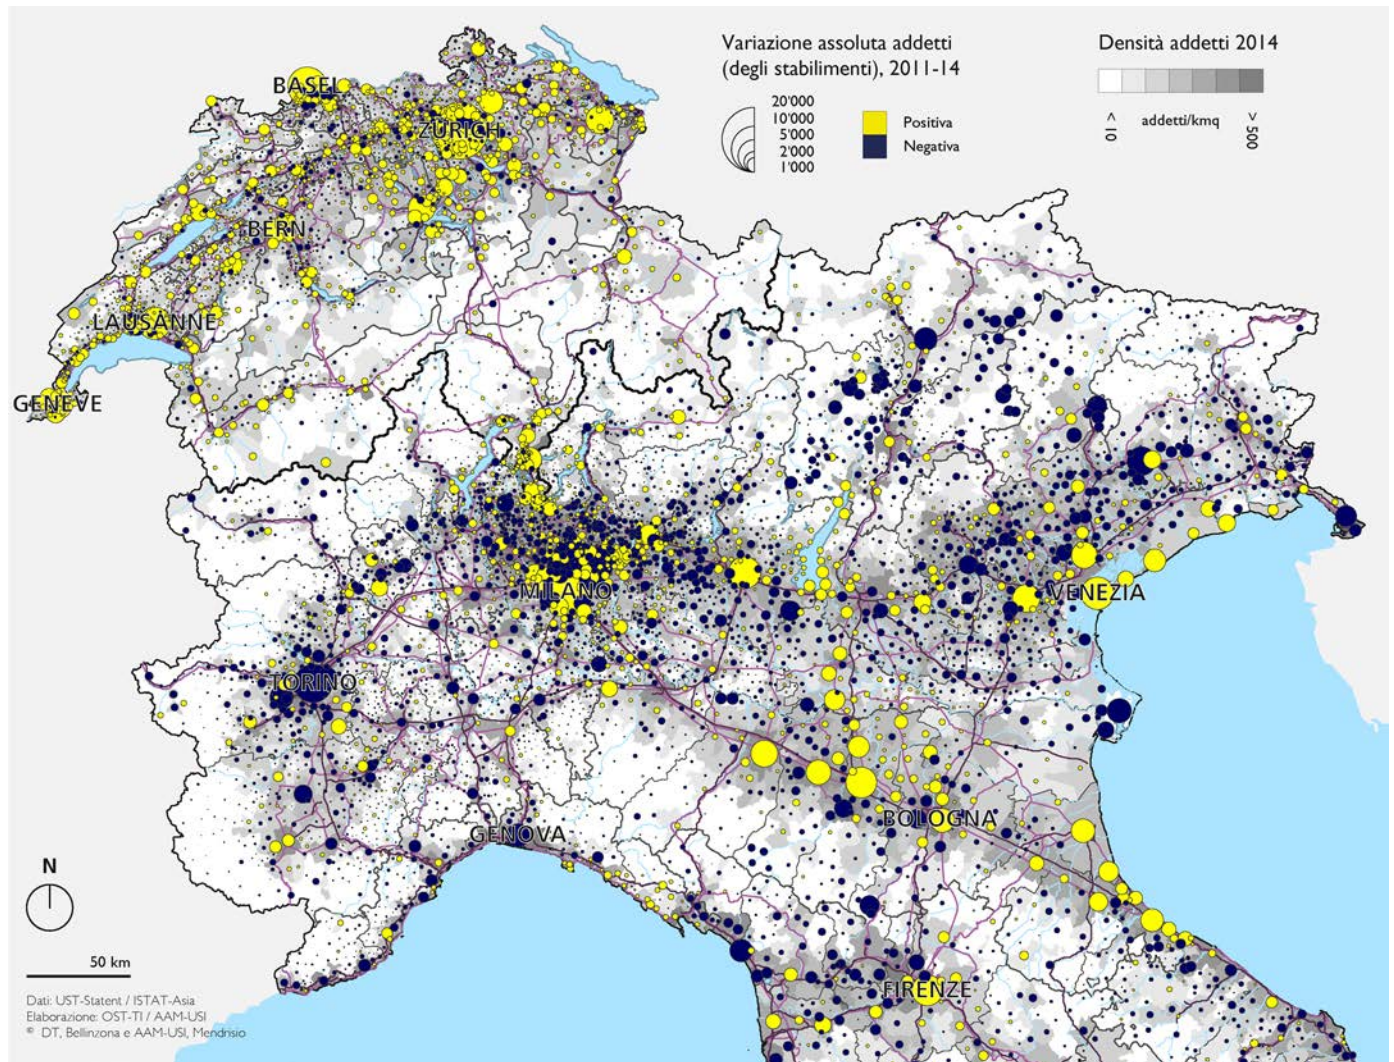 Variazione assoluta addetti
(degli stabilimenti), 2011-14
20'000
10'000
5'000
2'000
1'000
Positiva
Negativa
Densità addetti 2014
< 10
addetti/kmq
> 500
BASEL
ZÜRICH
BERN
LAUSANNE
GENÈVE
MILANO
VENEZIA
TORINO
GENOVA
BOLOGNA
FIRENZE
N
50 km
Dati: UST-Statent / ISTAT-Asia
Elaborazione: OST-TI / AAM-USI
© DT, Bellinzona e AAM-USI, Mendrisio